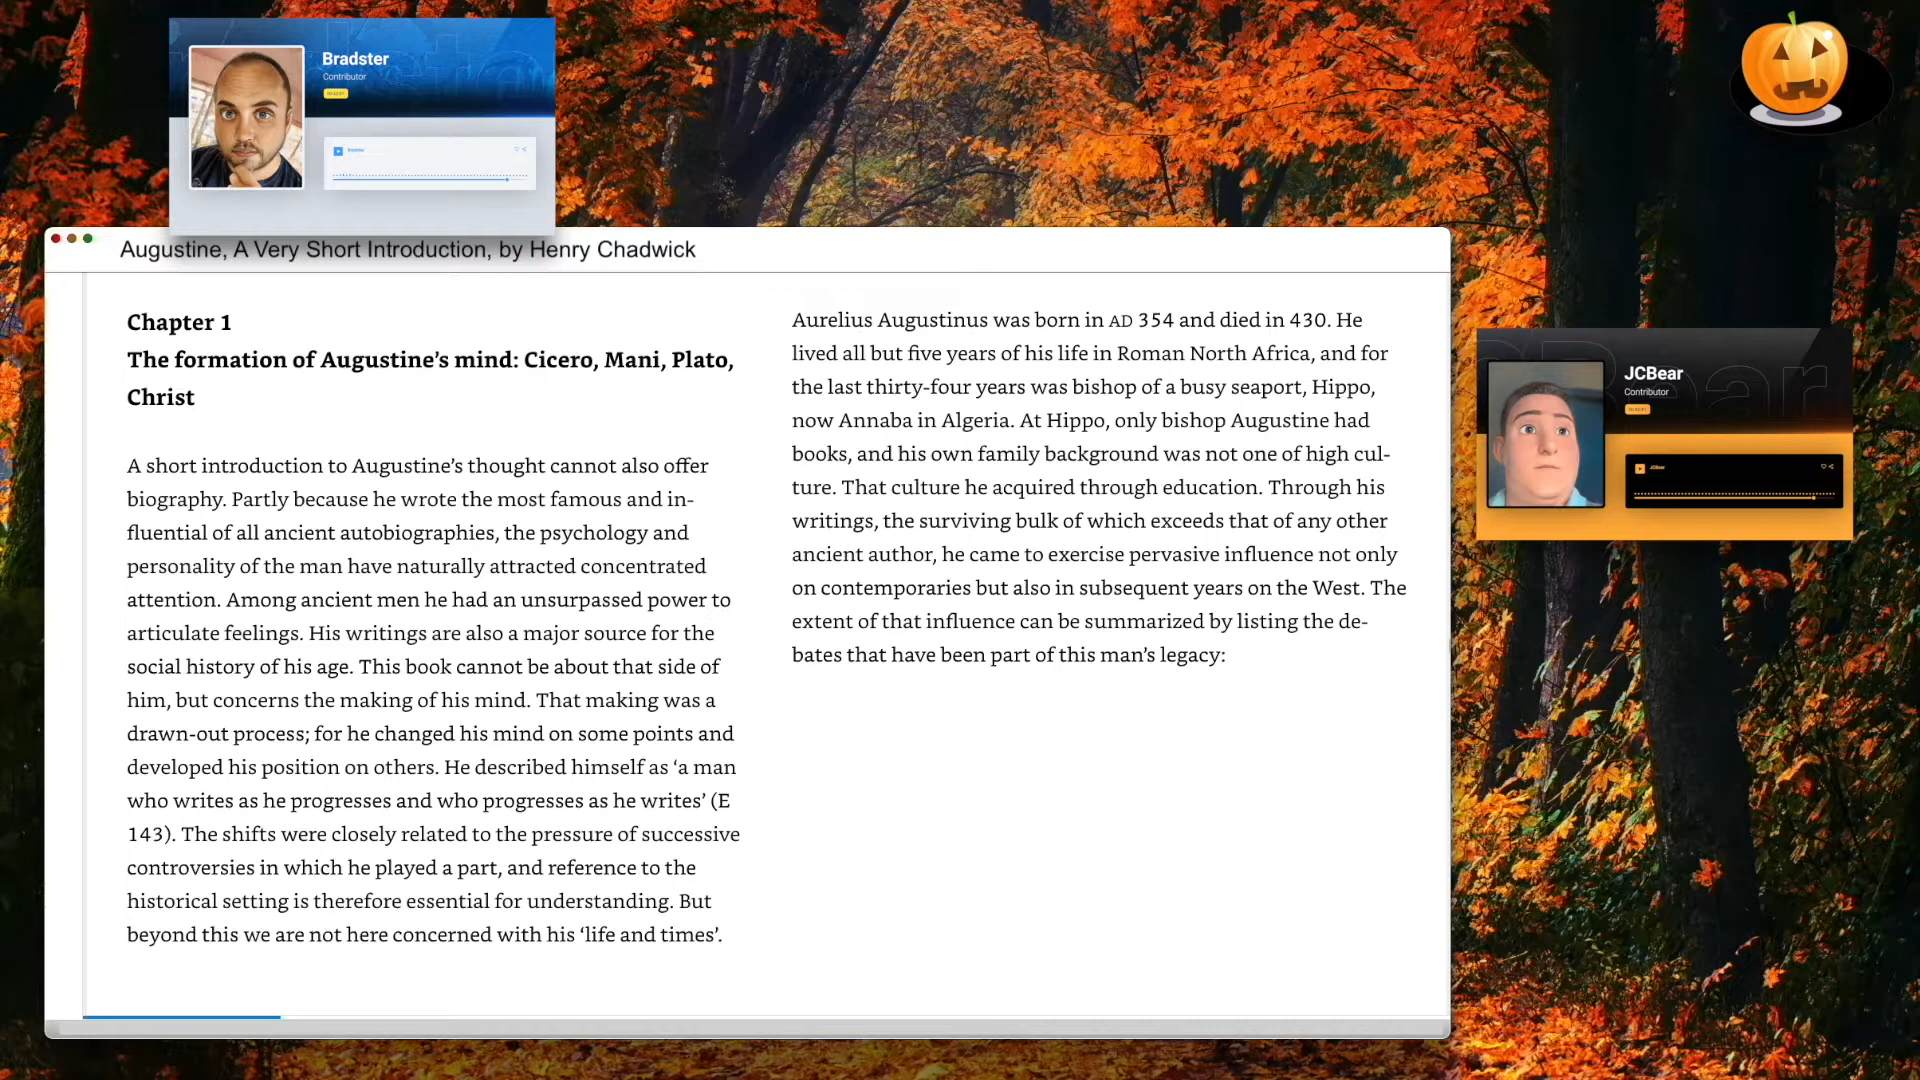 Bradster
Contributor
Augustine, A Very Short Introduction, by Henry Chadwick
Chapter 1
The formation of Augustine’s mind: Cicero, Mani, Plato,
Christ
A short introduction to Augustine’s thought cannot also offer
biography. Partly because he wrote the most famous and in-
fluential of all ancient autobiographies, the psychology and
personality of the man have naturally attracted concentrated
attention. Among ancient men he had an unsurpassed power to
articulate feelings. His writings are also a major source for the
social history of his age. This book cannot be about that side of
him, but concerns the making of his mind. That making was a
drawn-out process; for he changed his mind on some points and
developed his position on others. He described himself as ‘a man
who writes as he progresses and who progresses as he writes’ (E
143). The shifts were closely related to the pressure of successive
controversies in which he played a part, and reference to the
historical setting is therefore essential for understanding. But
beyond this we are not here concerned with his ‘life and times’.
Aurelius Augustinus was born in AD 354 and died in 430. He
lived all but five years of his life in Roman North Africa, and for
the last thirty-four years was bishop of a busy seaport, Hippo,
now Annaba in Algeria. At Hippo, only bishop Augustine had
books, and his own family background was not one of high cul-
ture. That culture he acquired through education. Through his
writings, the surviving bulk of which exceeds that of any other
ancient author, he came to exercise pervasive influence not only
on contemporaries but also in subsequent years on the West. The
extent of that influence can be summarized by listing the de-
bates that have been part of this man’s legacy:
JCBear
Contributor
JCBear